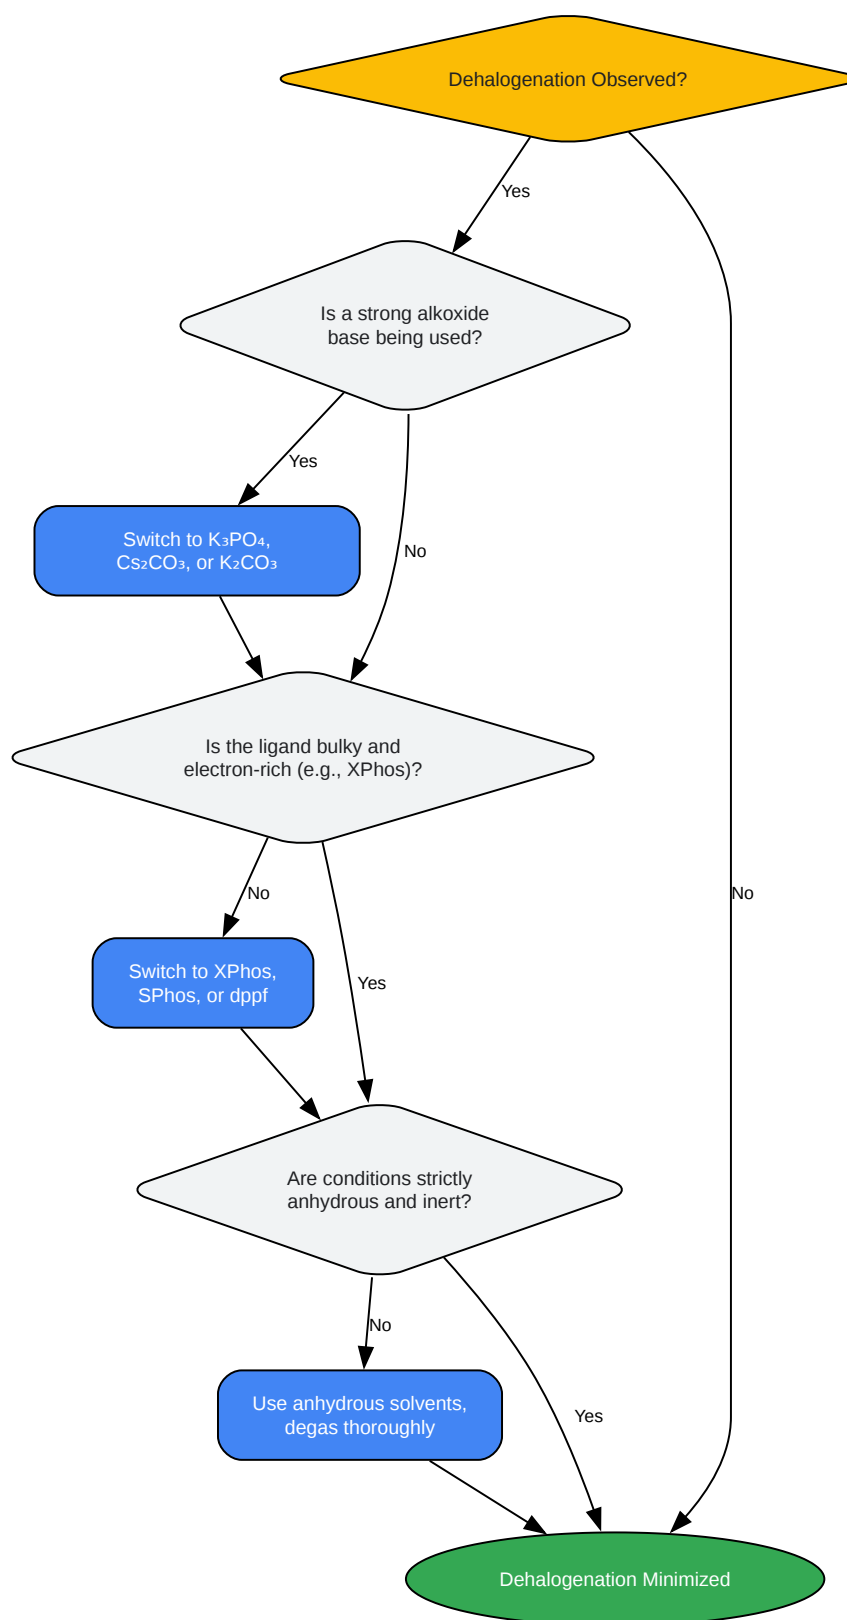 Dehalogenation Observed?
Yes
Is a strong alkoxide
base being used?
Yes
Switch to K₃PO₄,
Cs₂CO₃, or K₂CO₃
No
Is the ligand bulky and
electron-rich (e.g., XPhos)?
No
No
Switch to XPhos,
SPhos, or dppf
Yes
Are conditions strictly
anhydrous and inert?
No
Use anhydrous solvents,
degas thoroughly
Yes
Dehalogenation Minimized